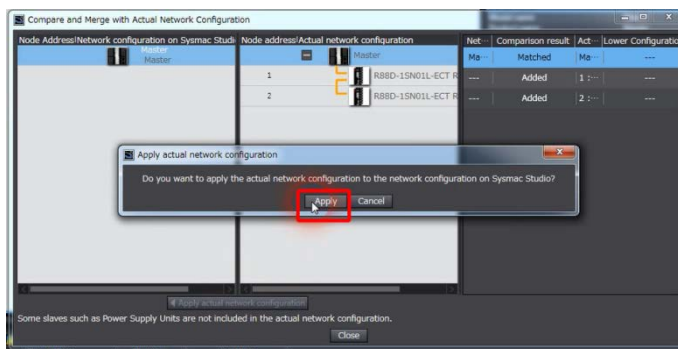 Compare and Merge with Actual Network Configuration
Node Address|Network configuration on Sysmac Studi
Node address|Actual network configuration
Net··· | Comparison result | Act··· | Lower Configuratio
Master
Master
Master
Ma··· Matched Ma··· ---
1 R88D-1SN01L-ECT R
--- Added 1 :··· ---
2 R88D-1SN01L-ECT R
--- Added 2 :··· ---
Apply actual network configuration
Do you want to apply the actual network configuration to the network configuration on Sysmac Studio?
Apply Cancel
Apply actual network configuration
Some slaves such as Power Supply Units are not included in the actual network configuration.
Close